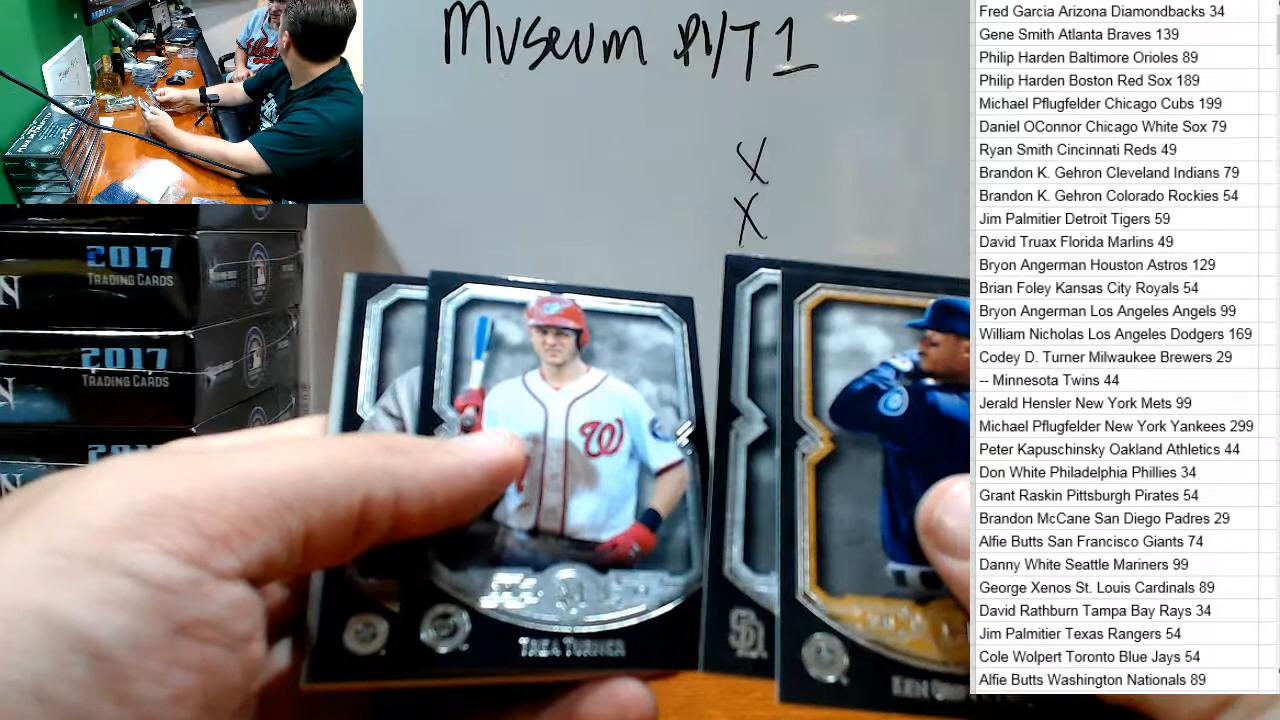 Museum PYT 1
X
X
2017
TRADING CARDS
2017
TRADING CARDS
W
SD
TREA TURNER
Fred Garcia Arizona Diamondbacks 34
Gene Smith Atlanta Braves 139
Philip Harden Baltimore Orioles 89
Philip Harden Boston Red Sox 189
Michael Pflugfelder Chicago Cubs 199
Daniel OConnor Chicago White Sox 79
Ryan Smith Cincinnati Reds 49
Brandon K. Gehron Cleveland Indians 79
Brandon K. Gehron Colorado Rockies 54
Jim Palmitier Detroit Tigers 59
David Truax Florida Marlins 49
Bryon Angerman Houston Astros 129
Brian Foley Kansas City Royals 54
Bryon Angerman Los Angeles Angels 99
William Nicholas Los Angeles Dodgers 169
Codey D. Turner Milwaukee Brewers 29
-- Minnesota Twins 44
Jerald Hensler New York Mets 99
Michael Pflugfelder New York Yankees 299
Peter Kapuschinsky Oakland Athletics 44
Don White Philadelphia Phillies 34
Grant Raskin Pittsburgh Pirates 54
Brandon McCane San Diego Padres 29
Alfie Butts San Francisco Giants 74
Danny White Seattle Mariners 99
George Xenos St. Louis Cardinals 89
David Rathburn Tampa Bay Rays 34
Jim Palmitier Texas Rangers 54
Cole Wolpert Toronto Blue Jays 54
Alfie Butts Washington Nationals 89